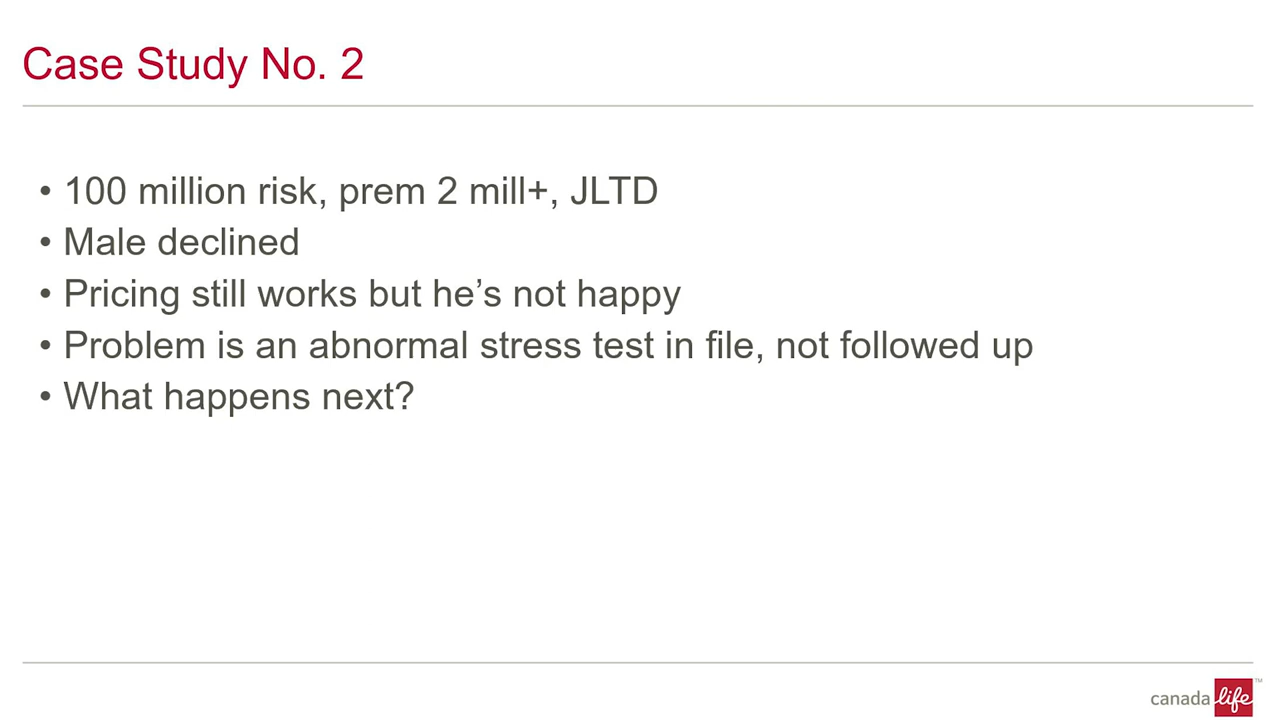 Case Study No. 2
• 100 million risk, prem 2 mill+, JLTD
• Male declined
• Pricing still works but he’s not happy
• Problem is an abnormal stress test in file, not followed up
• What happens next?
canada life™